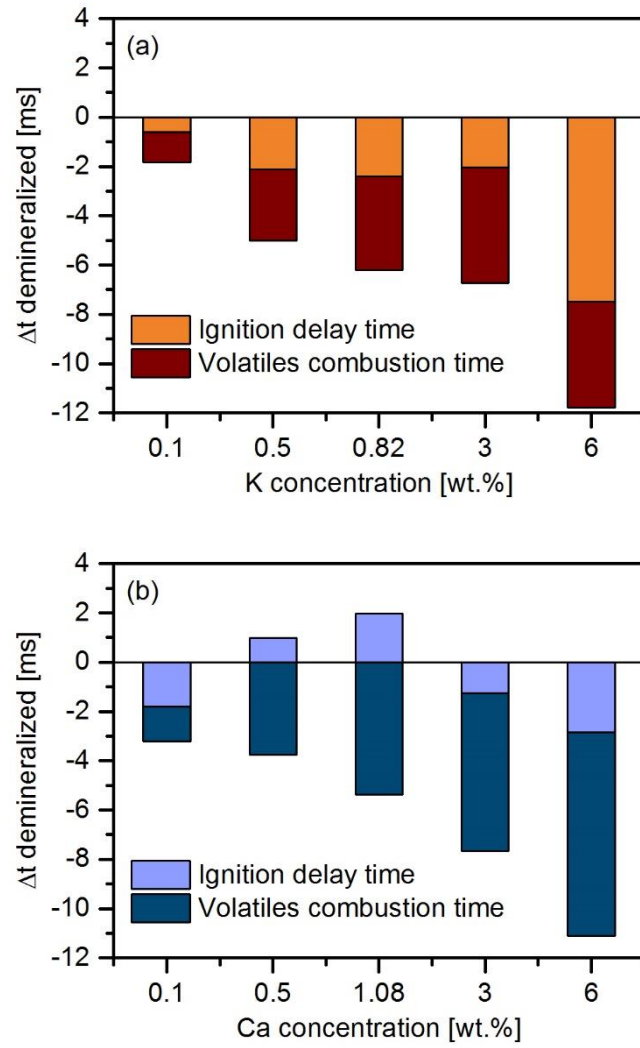 (a)
4
2
0
-2
-4
-6
-8
-10
-12
Δt demineralized [ms]
Ignition delay time
Volatiles combustion time
0.1 0.5 0.82 3 6
K concentration [wt.%]
(b)
4
2
0
-2
-4
-6
-8
-10
-12
Δt demineralized [ms]
Ignition delay time
Volatiles combustion time
0.1 0.5 1.08 3 6
Ca concentration [wt.%]